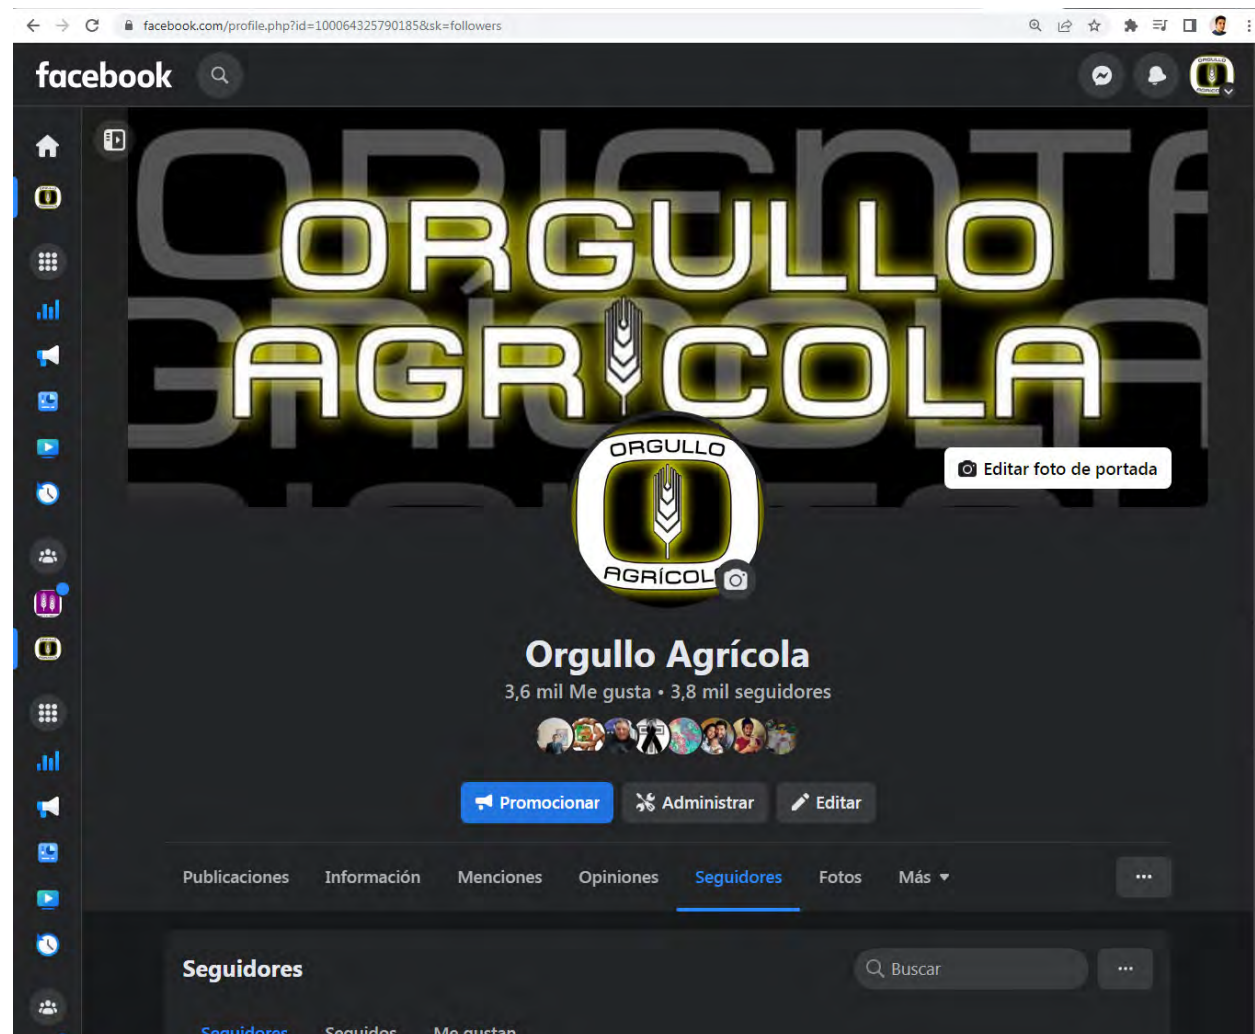 facebook.com/profile.php?id=100064325790185&sk=followers
facebook
ORIENTA
ORGULLO
AGRÍCOLA
AGRÍCOLA
ORGULLO
AGRÍCOL
Editar foto de portada
Orgullo Agrícola
3,6 mil Me gusta • 3,8 mil seguidores
Promocionar
Administrar
Editar
Publicaciones Información Menciones Opiniones Seguidores Fotos Más
Seguidores
Buscar
Seguidores Seguidos Me gustan